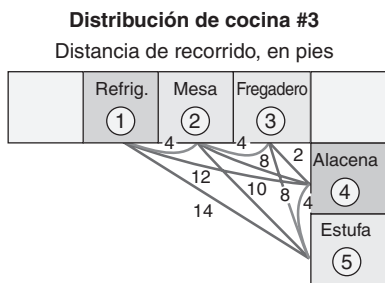 Distribución de cocina #3
Distancia de recorrido, en pies
Refrig. Mesa Fregadero
1 2 3
4 4 2
8
Alacena
12 10 8 4 4
14
Estufa
5